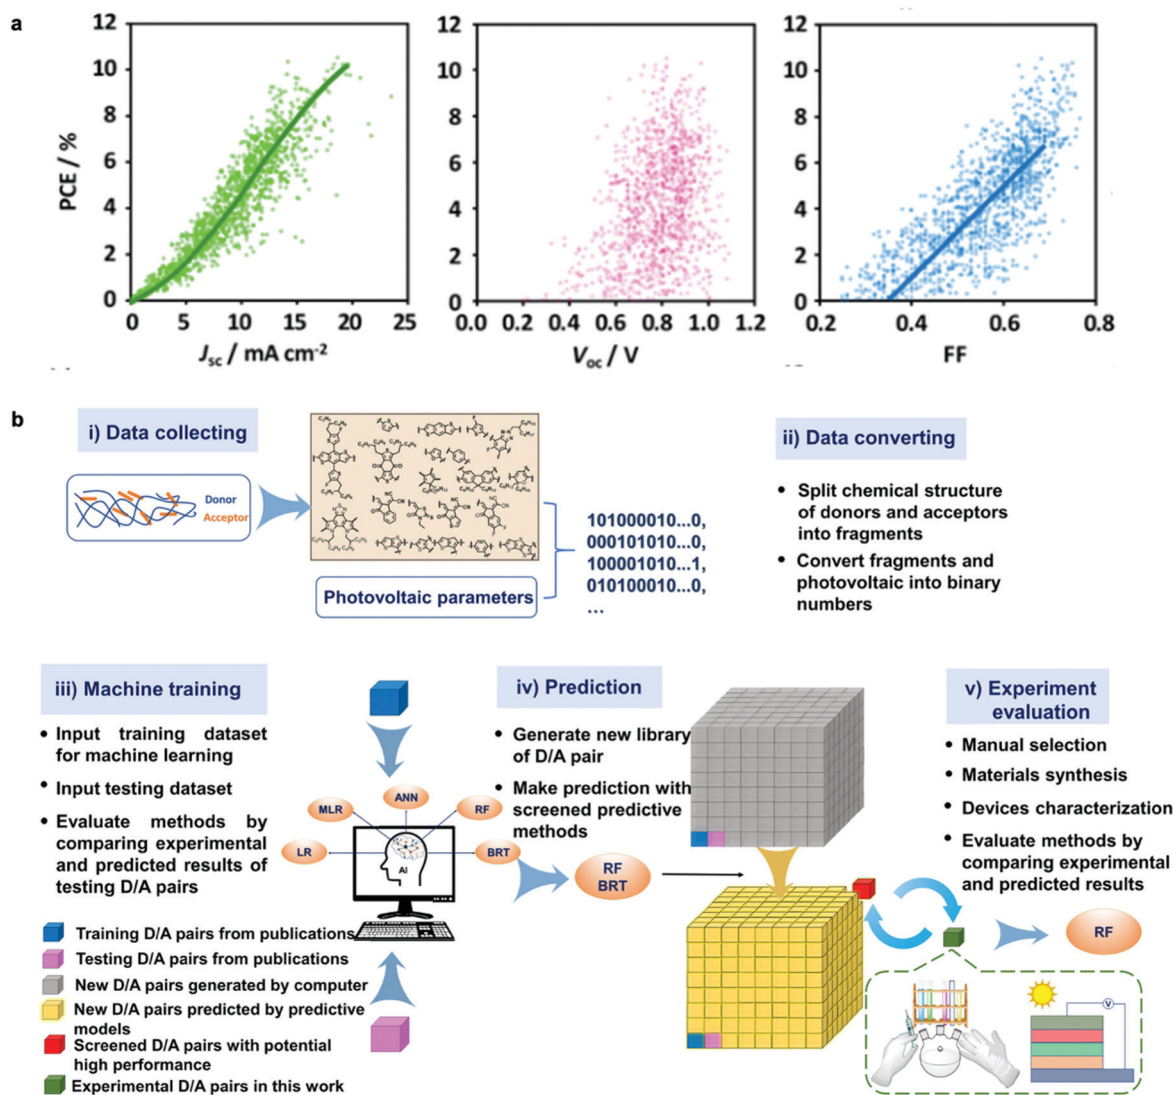 a
12
10
8
6
4
2
0
PCE / %
0
5
10
15
20
25
Jsc / mA cm-2
12
10
8
6
4
2
0
0.0
0.2
0.4
0.6
0.8
1.0
1.2
Voc / V
12
10
8
6
4
2
0
0.2
0.4
0.6
0.8
FF
b
i) Data collecting
Donor
Acceptor
Photovoltaic parameters
101000010...0,
000101010...0,
100001010...1,
010100010...0,
...
ii) Data converting
• Split chemical structure
of donors and acceptors
into fragments
• Convert fragments and
photovoltaic into binary
numbers
iii) Machine training
• Input training dataset
for machine learning
• Input testing dataset
• Evaluate methods by
comparing experimental
and predicted results of
testing D/A pairs
LR
MLR
ANN
RF
BRT
AI
iv) Prediction
• Generate new library
of D/A pair
• Make prediction with
screened predictive
methods
RF
BRT
v) Experiment
evaluation
• Manual selection
• Materials synthesis
• Devices characterization
• Evaluate methods by
comparing experimental
and predicted results
RF
V
Training D/A pairs from publications
Testing D/A pairs from publications
New D/A pairs generated by computer
New D/A pairs predicted by predictive
models
Screened D/A pairs with potential
high performance
Experimental D/A pairs in this work